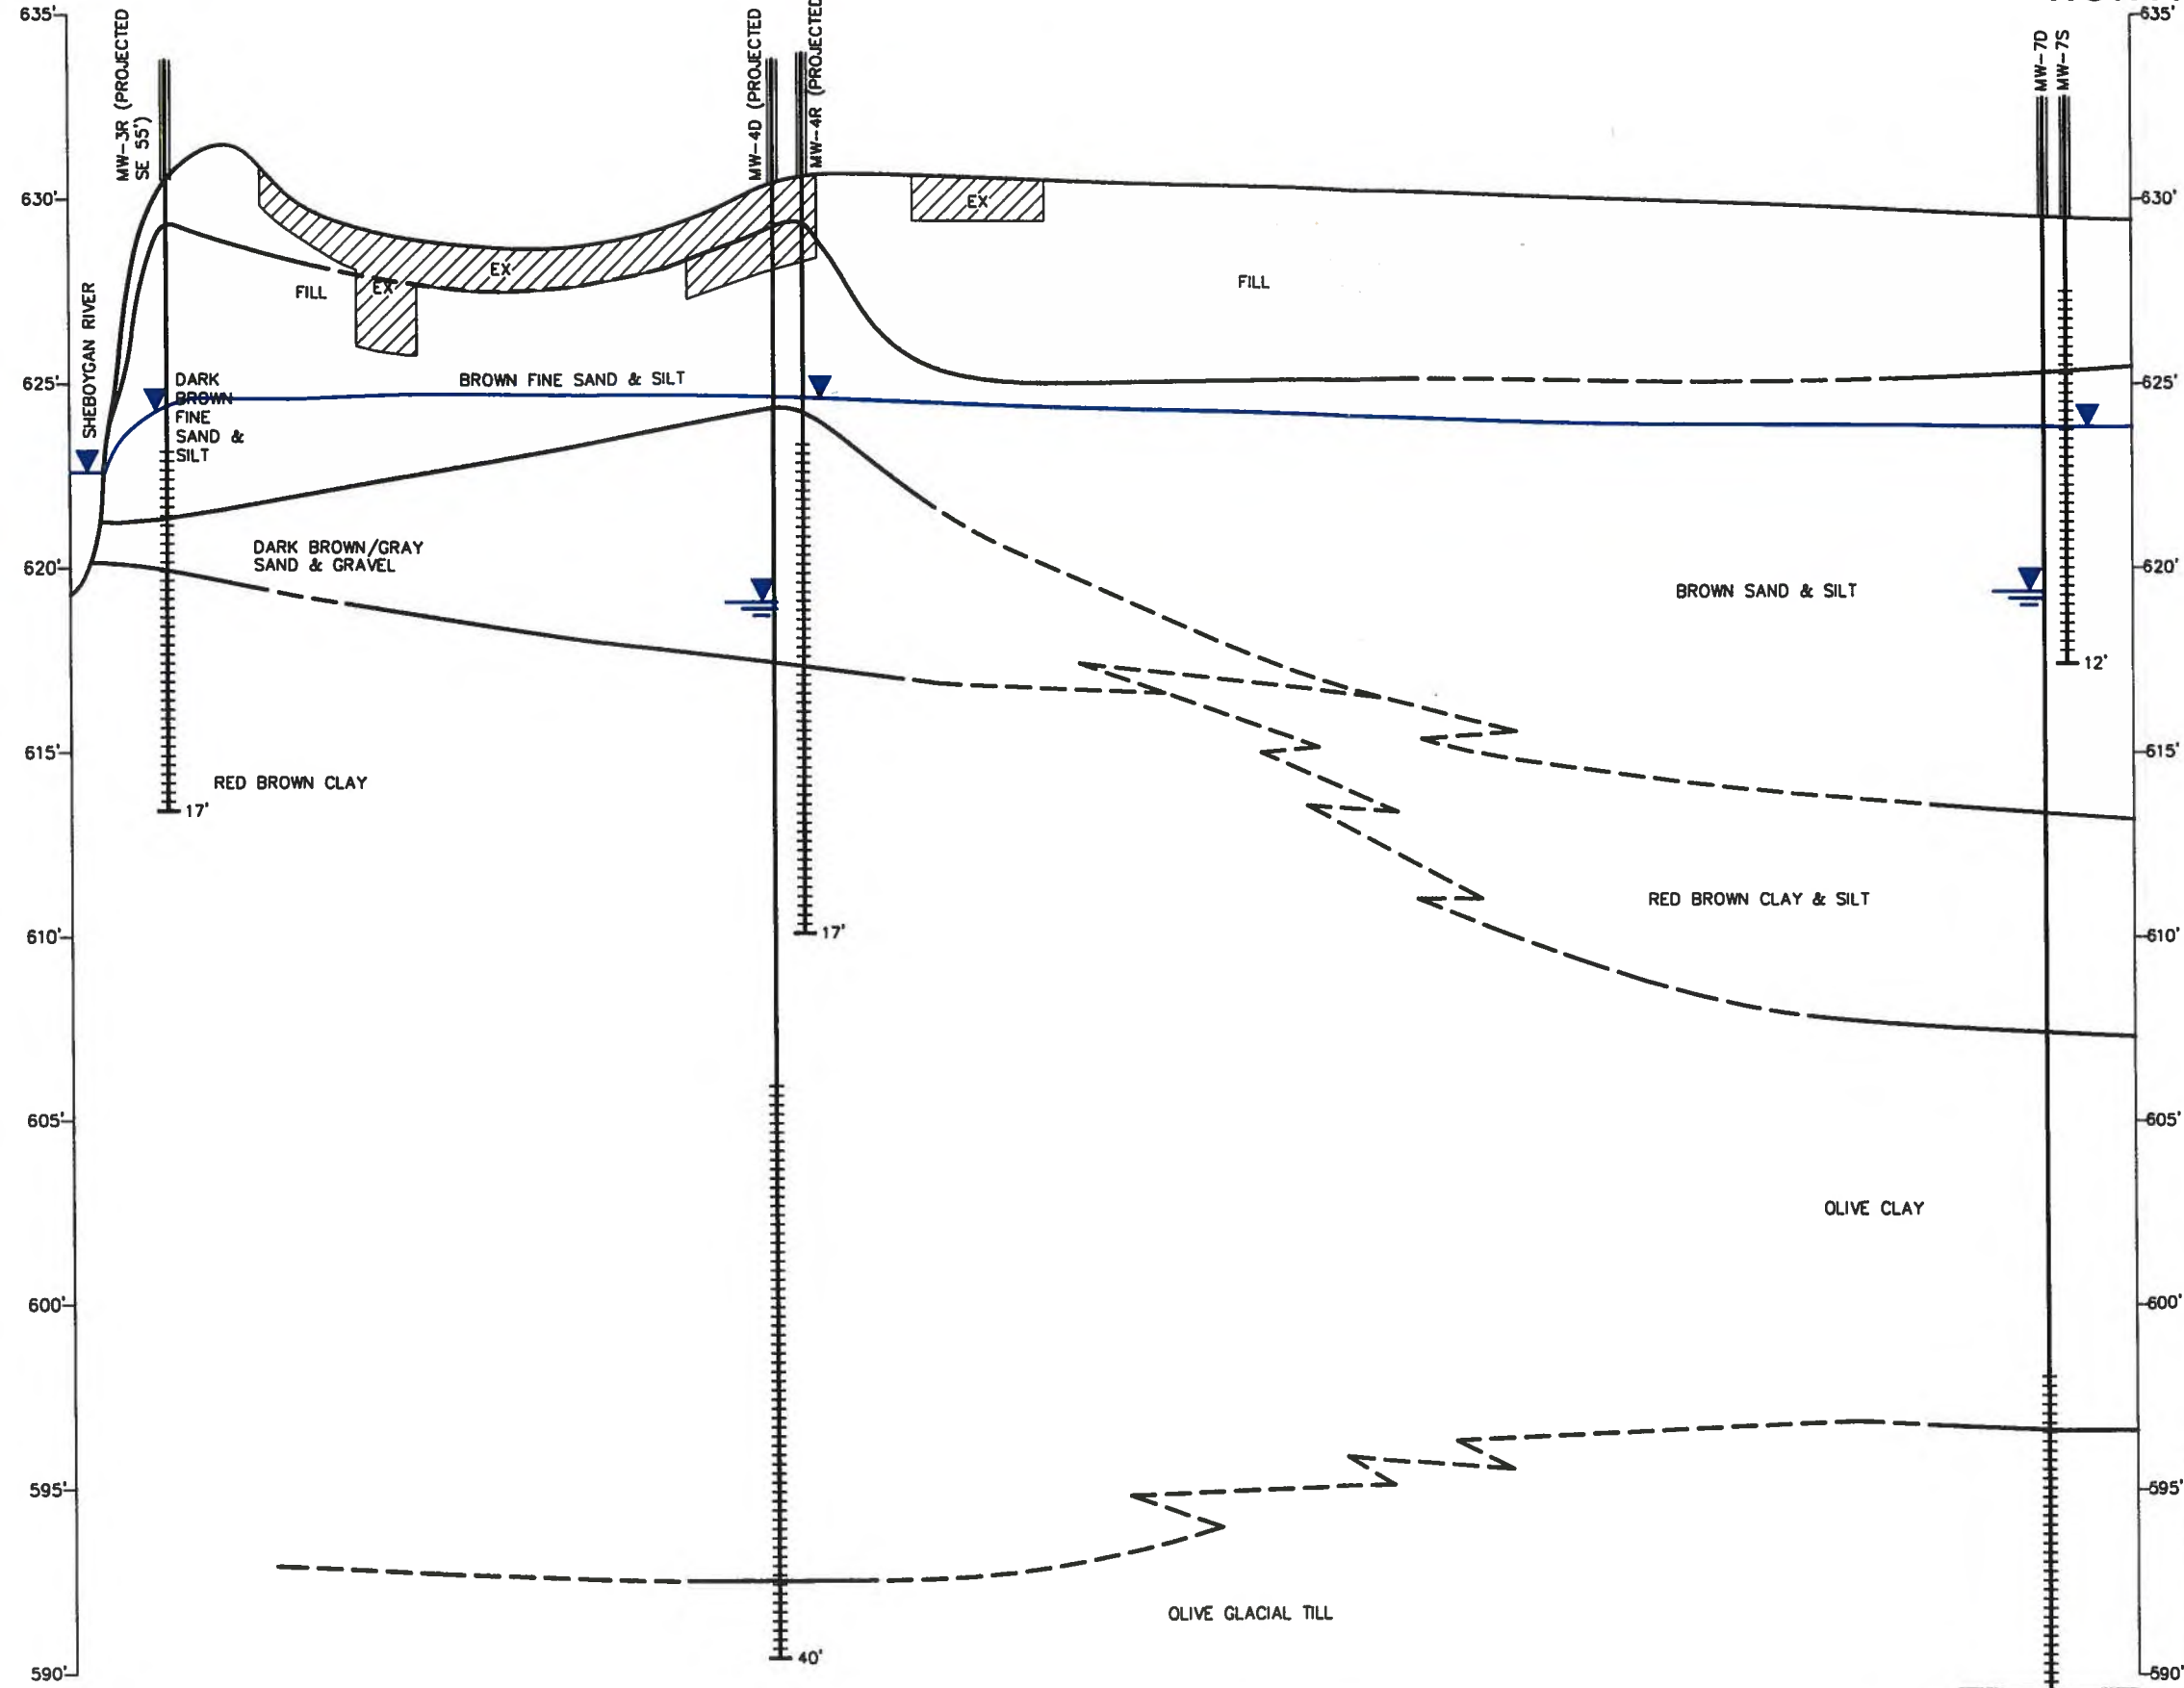 635'
635'
MW-3R (PROJECTED
SE 55')
MW-4D (PROJECTED
MW-4R (PROJECTED
MW-7D
MW-7S
630'
630'
EX
EX
EX
FILL
FILL
SHEBOYGAN RIVER
625'
625'
DARK
BROWN
FINE
SAND &
SILT
BROWN FINE SAND & SILT
DARK BROWN/GRAY
SAND & GRAVEL
620'
620'
BROWN SAND & SILT
12'
615'
615'
RED BROWN CLAY
17'
RED BROWN CLAY & SILT
17'
610'
610'
605'
605'
OLIVE CLAY
600'
600'
595'
595'
OLIVE GLACIAL TILL
40'
590'
590'